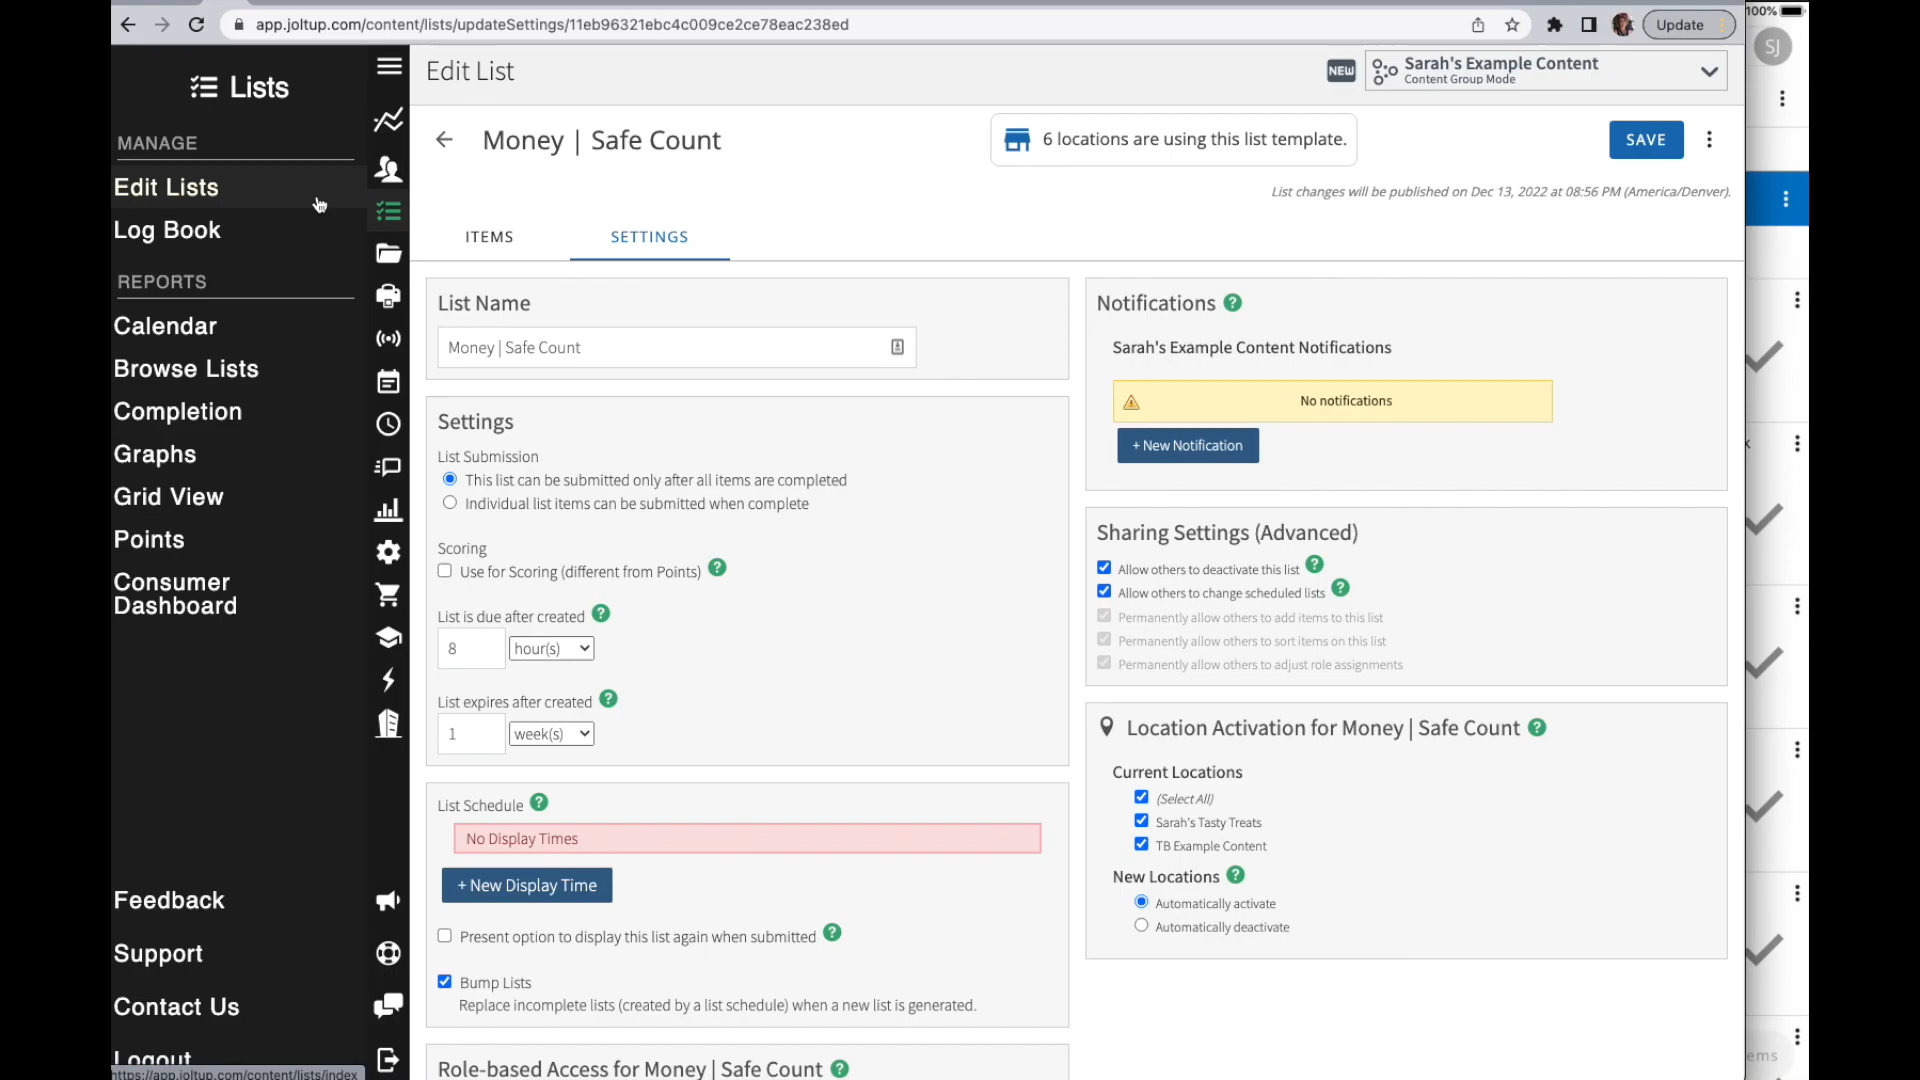 app.joltup.com/content/lists/updateSettings/11eb96321ebc4c009ce2ce78eac238ed
Update
100%
SJ
Lists
MANAGE
Edit Lists
Log Book
REPORTS
Calendar
Browse Lists
Completion
Graphs
Grid View
Points
Consumer
Dashboard
Feedback
Support
Contact Us
Logout
https://app.joltup.com/content/lists/index
Edit List
NEW
Sarah's Example Content
Content Group Mode
Money | Safe Count
6 locations are using this list template.
SAVE
List changes will be published on Dec 13, 2022 at 08:56 PM (America/Denver).
ITEMS
SETTINGS
List Name
Money | Safe Count
Settings
List Submission
This list can be submitted only after all items are completed
Individual list items can be submitted when complete
Scoring
Use for Scoring (different from Points) ?
List is due after created ?
8 hour(s)
List expires after created ?
1 week(s)
List Schedule ?
No Display Times
+ New Display Time
Present option to display this list again when submitted ?
Bump Lists
Replace incomplete lists (created by a list schedule) when a new list is generated.
Role-based Access for Money | Safe Count ?
Notifications ?
Sarah's Example Content Notifications
No notifications
+ New Notification
Sharing Settings (Advanced)
Allow others to deactivate this list ?
Allow others to change scheduled lists ?
Permanently allow others to add items to this list
Permanently allow others to sort items on this list
Permanently allow others to adjust role assignments
Location Activation for Money | Safe Count ?
Current Locations
(Select All)
Sarah's Tasty Treats
TB Example Content
New Locations ?
Automatically activate
Automatically deactivate